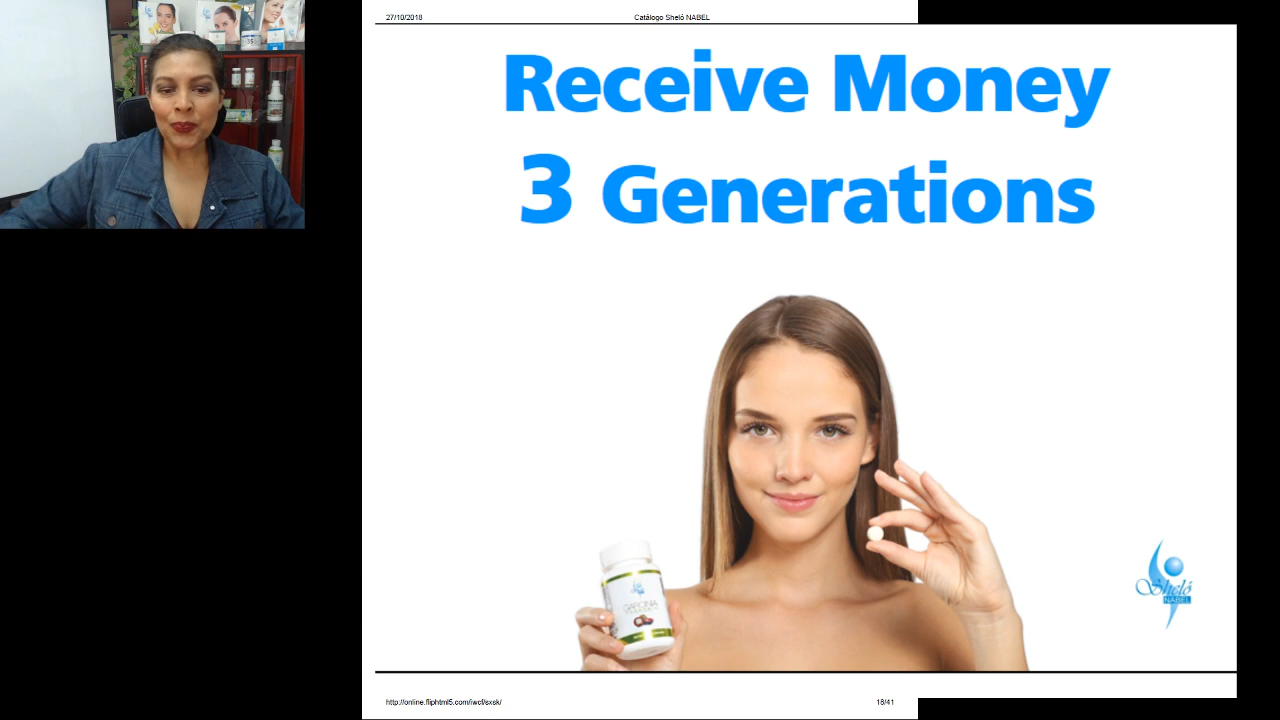 27/10/2018
Catálogo Sheló NABEL
Receive Money
3 Generations
GARCINIA
Sheló
NABEL
http://online.fliphtml5.com/iwcf/sxsk/
18/41